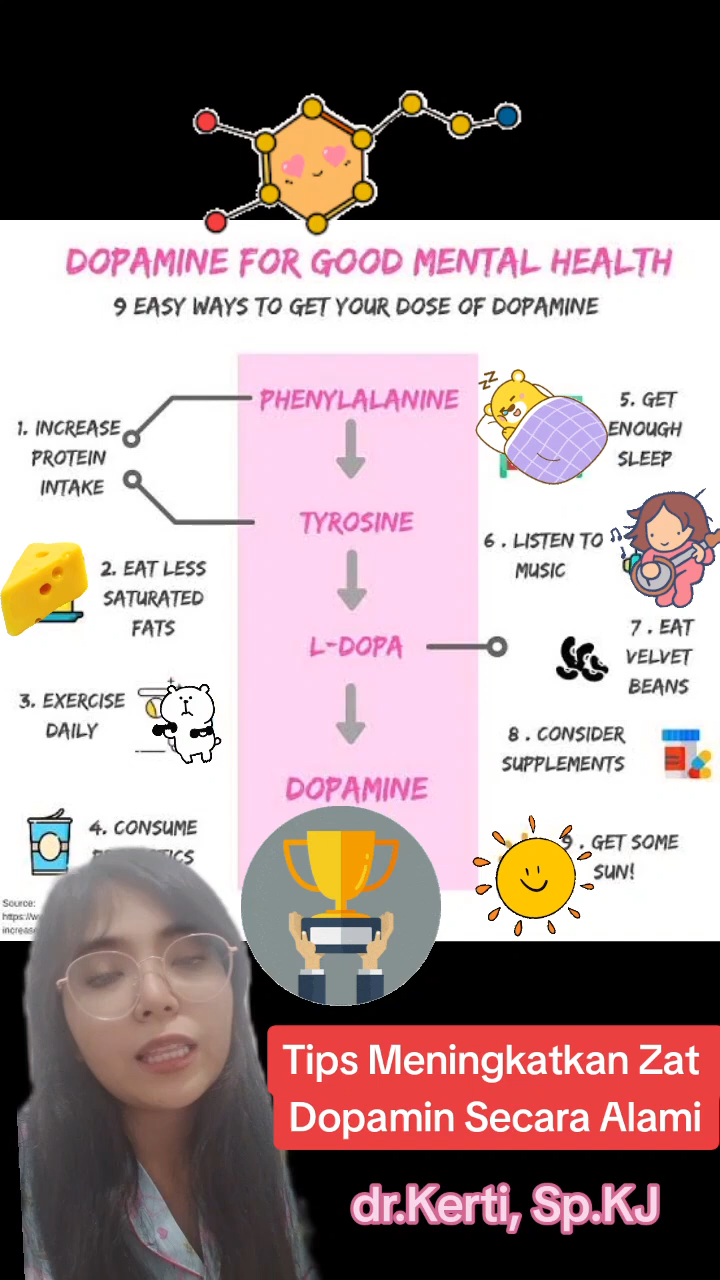 DOPAMINE FOR GOOD MENTAL HEALTH
9 EASY WAYS TO GET YOUR DOSE OF DOPAMINE
PHENYLALANINE
TYROSINE
L-DOPA
DOPAMINE
1. INCREASE
PROTEIN
INTAKE
2. EAT LESS
SATURATED
FATS
3. EXERCISE
DAILY
4. CONSUME
5. GET
ENOUGH
SLEEP
zzz
6 . LISTEN TO
MUSIC
7 . EAT
VELVET
BEANS
8 . CONSIDER
SUPPLEMENTS
9 . GET SOME
SUN!
Source:
Tips Meningkatkan Zat
Dopamin Secara Alami
dr.Kerti, Sp.KJ